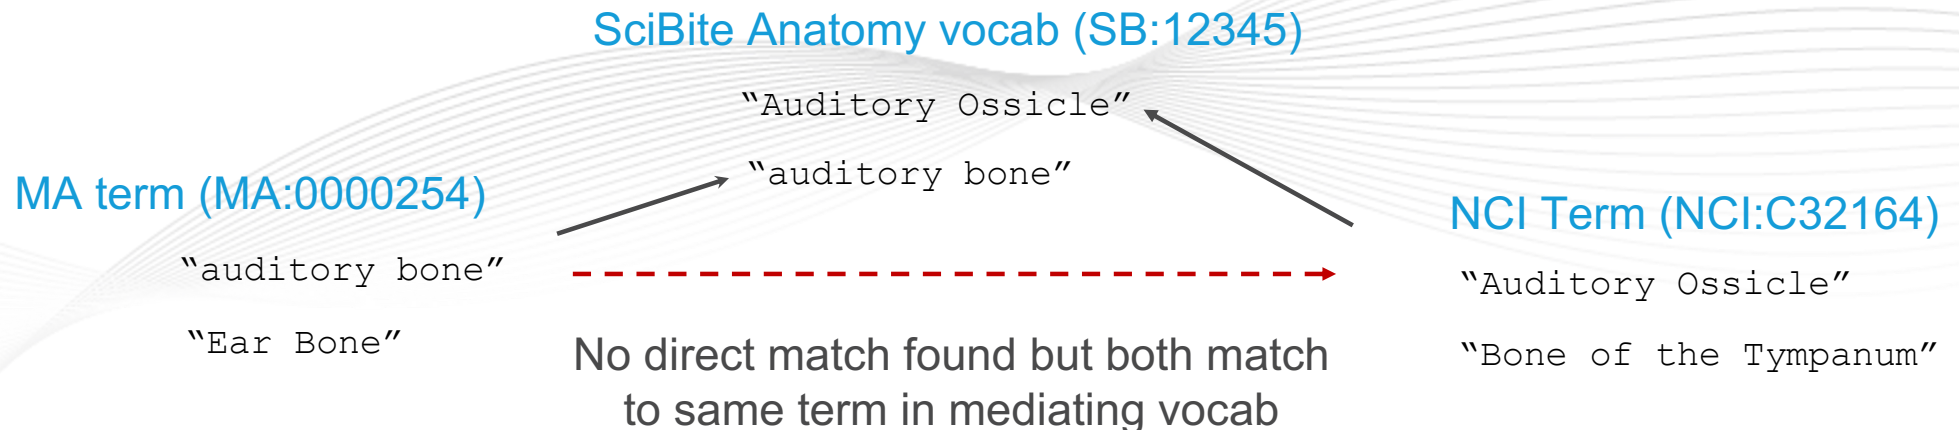 SciBite Anatomy vocab (SB:12345)
“Auditory Ossicle”
“auditory bone”
MA term (MA:0000254)
“auditory bone”
“Ear Bone”
NCI Term (NCI:C32164)
“Auditory Ossicle”
“Bone of the Tympanum”
No direct match found but both match
to same term in mediating vocab